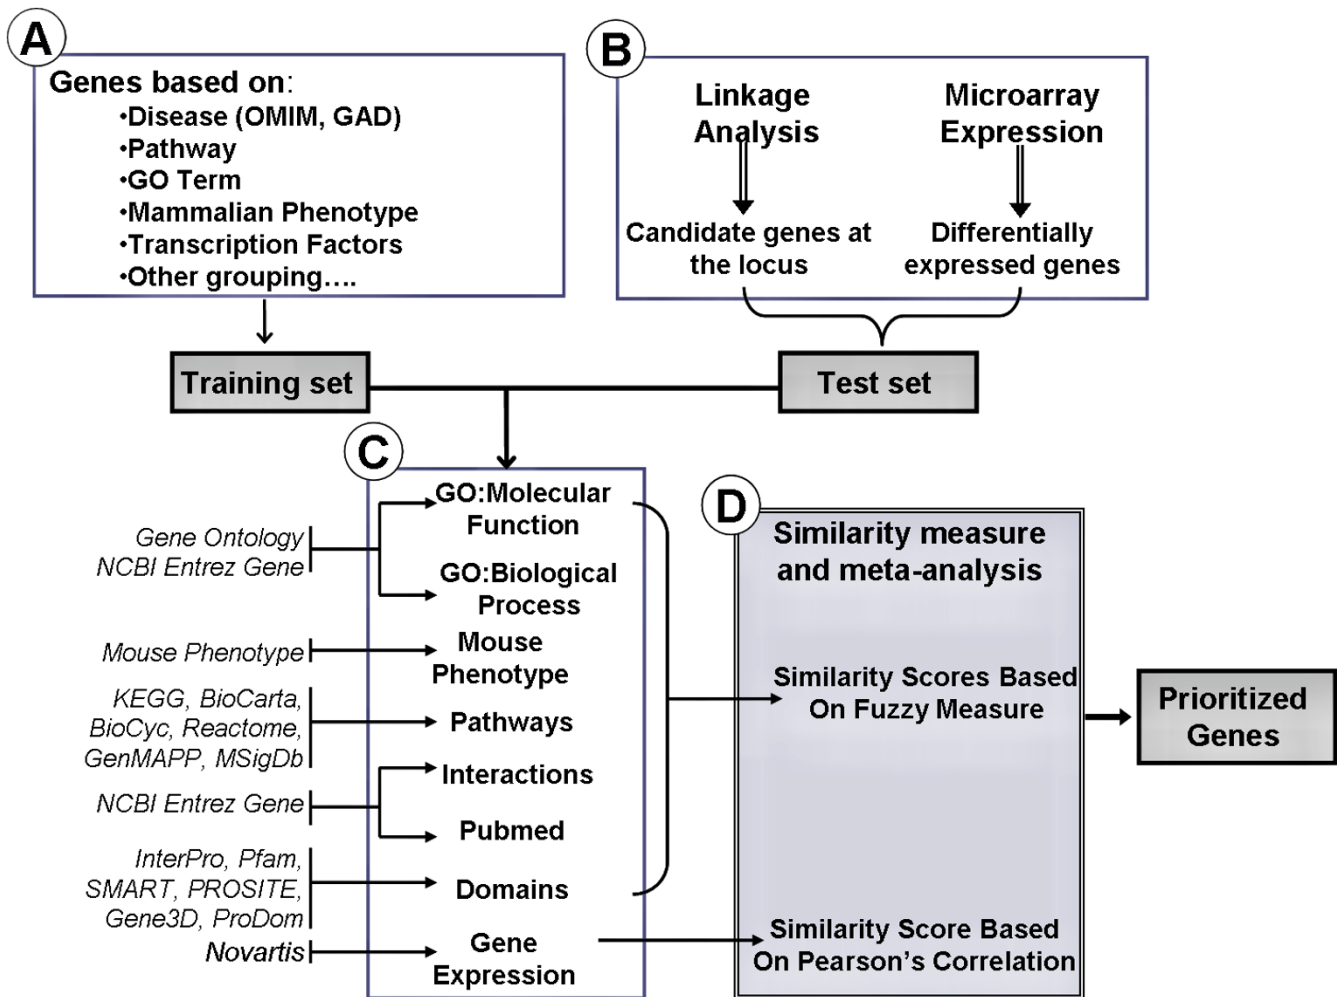 A
Genes based on:
•Disease (OMIM, GAD)
•Pathway
•GO Term
•Mammalian Phenotype
•Transcription Factors
•Other grouping....
B
Linkage
Analysis
Microarray
Expression
Candidate genes at
the locus
Differentially
expressed genes
Training set
Test set
C
GO:Molecular
Function
Gene Ontology
NCBI Entrez Gene
GO:Biological
Process
Mouse Phenotype
Mouse
Phenotype
KEGG, BioCarta,
BioCyc, Reactome,
GenMAPP, MSigDb
Pathways
NCBI Entrez Gene
Interactions
Pubmed
InterPro, Pfam,
SMART, PROSITE,
Gene3D, ProDom
Domains
Novartis
Gene
Expression
D
Similarity measure
and meta-analysis
Similarity Scores Based
On Fuzzy Measure
Similarity Score Based
On Pearson's Correlation
Prioritized
Genes